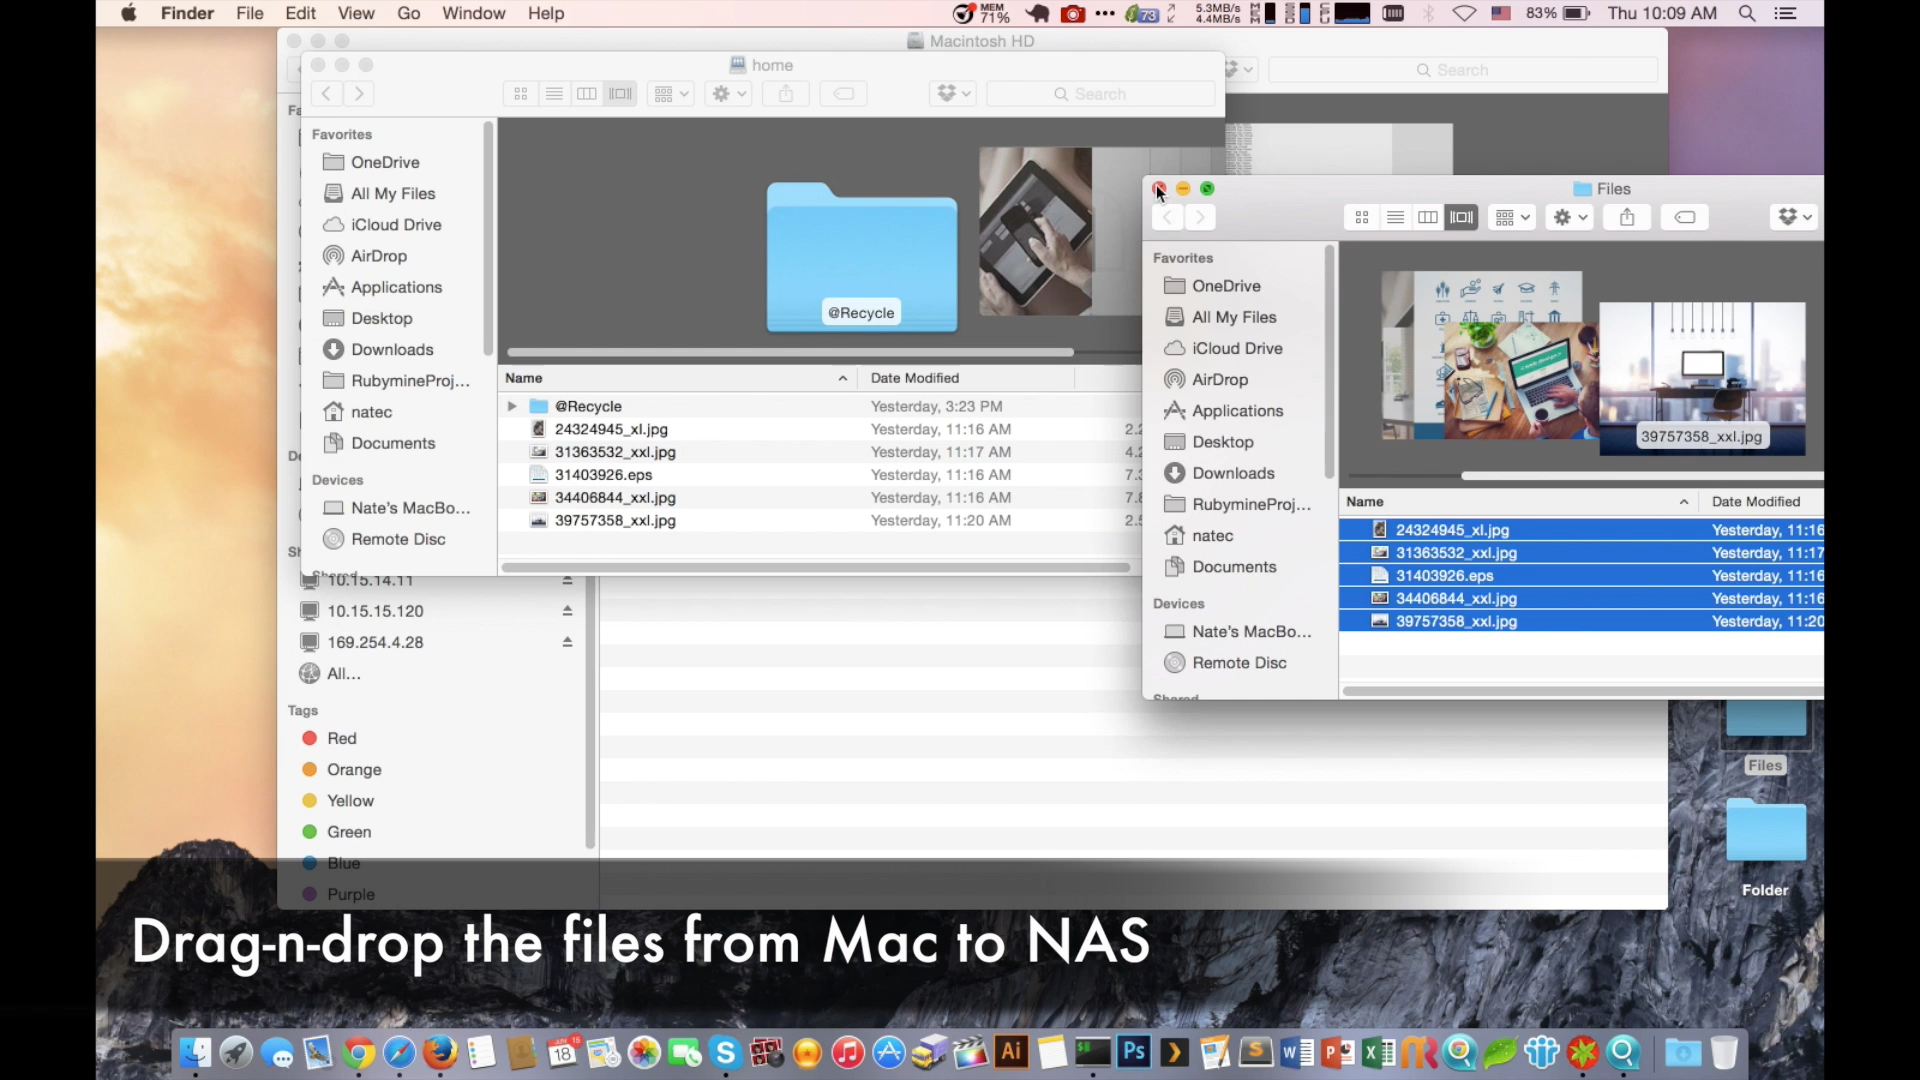 Finder File Edit View Go Window Help
MEM 71% 73 5.3MB/s 4.4MB/s 83% Thu 10:09 AM
Macintosh HD
Search
home
Search
Favorites
OneDrive
All My Files
iCloud Drive
AirDrop
Applications
Desktop
Downloads
RubymineProj...
natec
Documents
Devices
Nate's MacBo...
Remote Disc
Shared
@Recycle
Name Date Modified
@Recycle Yesterday, 3:23 PM
24324945_xl.jpg Yesterday, 11:16 AM
31363532_xxl.jpg Yesterday, 11:17 AM
31403926.eps Yesterday, 11:16 AM
34406844_xxl.jpg Yesterday, 11:16 AM
39757358_xxl.jpg Yesterday, 11:20 AM
10.15.14.11
10.15.15.120
169.254.4.28
All...
Tags
Red
Orange
Yellow
Green
Blue
Purple
Files
Favorites
OneDrive
All My Files
iCloud Drive
AirDrop
Applications
Desktop
Downloads
RubymineProj...
natec
Documents
Devices
Nate's MacBo...
Remote Disc
Shared
39757358_xxl.jpg
Name Date Modified
24324945_xl.jpg Yesterday, 11:16
31363532_xxl.jpg Yesterday, 11:17
31403926.eps Yesterday, 11:16
34406844_xxl.jpg Yesterday, 11:16
39757358_xxl.jpg Yesterday, 11:20
Files
Folder
Drag-n-drop the files from Mac to NAS
18
Ai
Ps